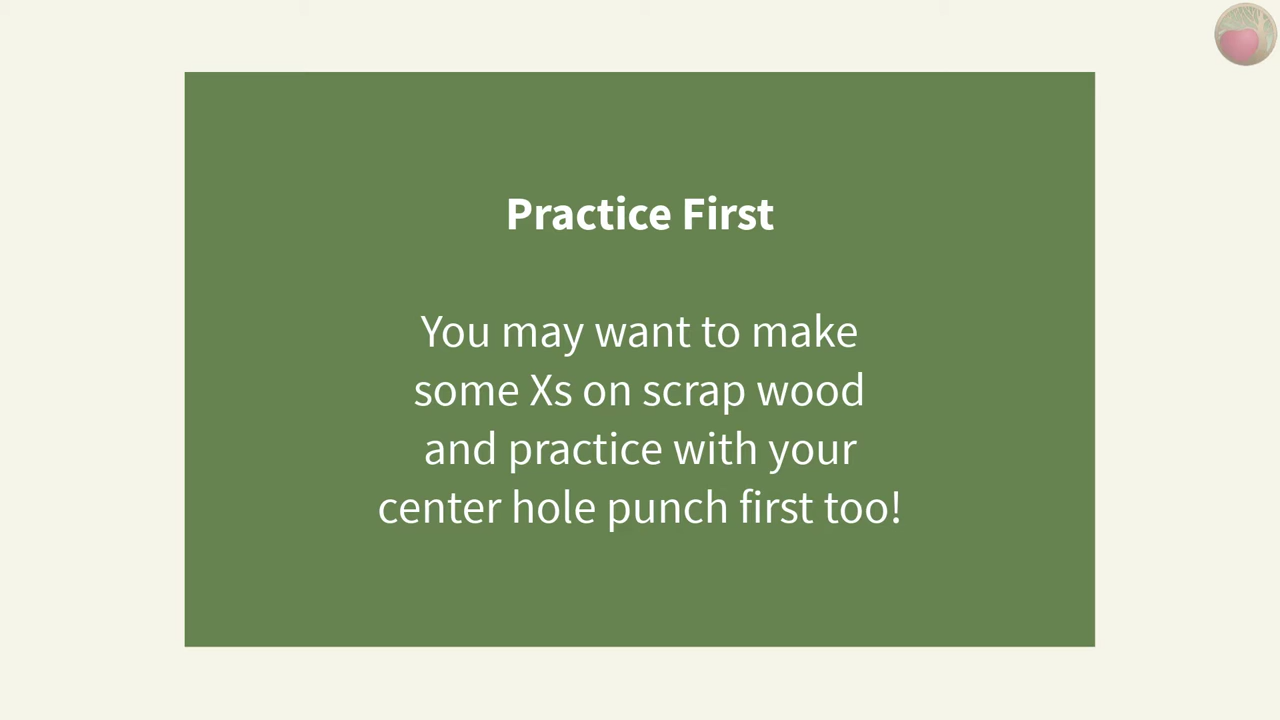 Practice First
You may want to make
some Xs on scrap wood
and practice with your
center hole punch first too!